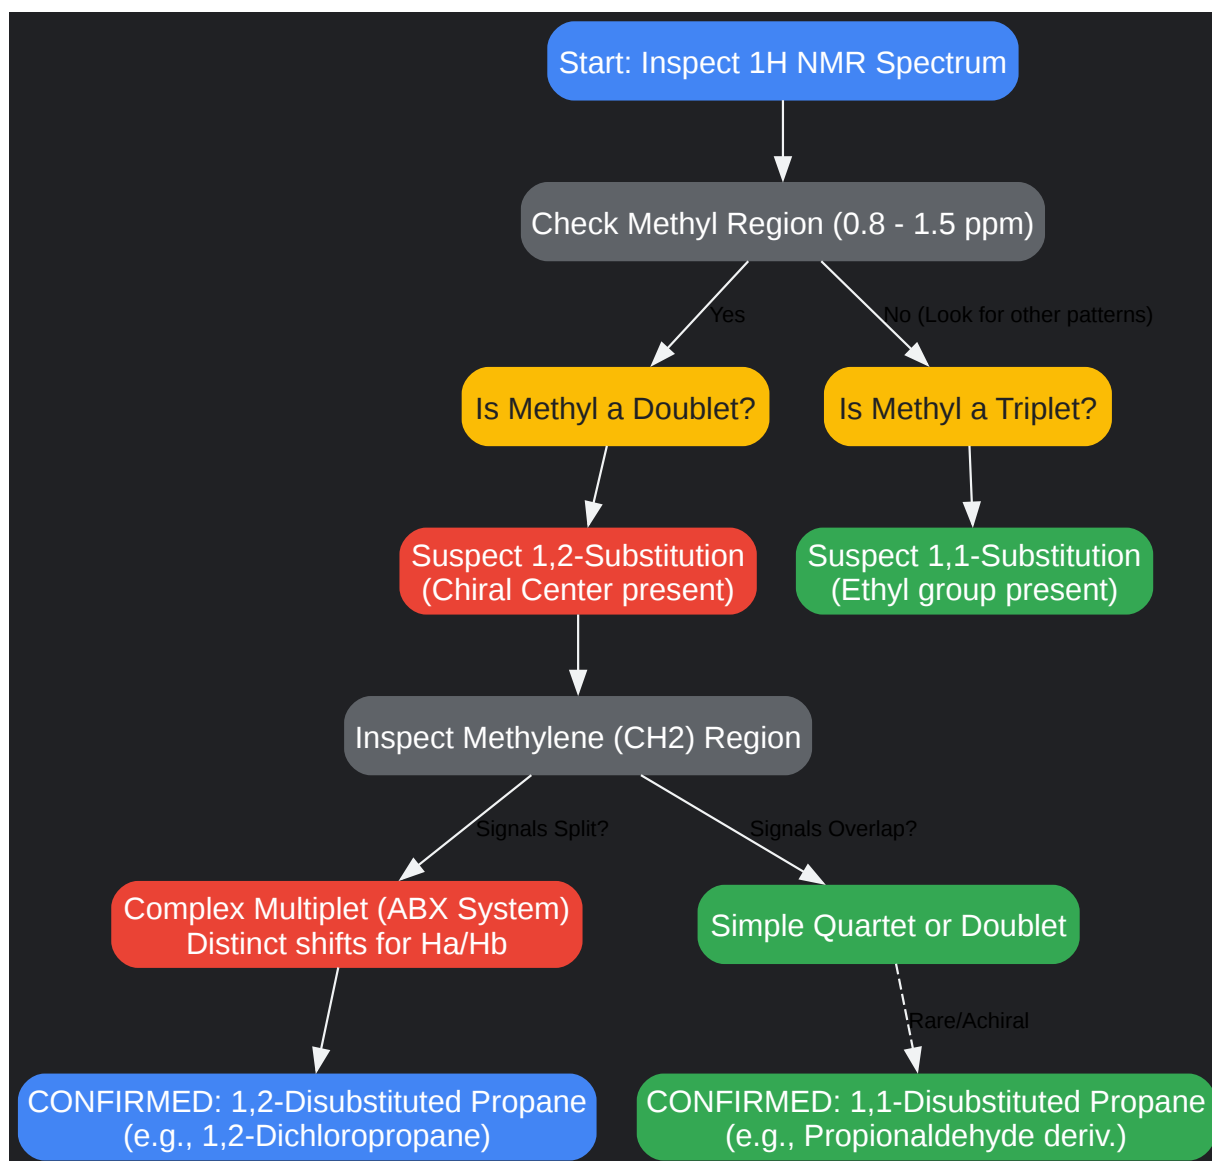 Start: Inspect 1H NMR Spectrum
Check Methyl Region (0.8 - 1.5 ppm)
Yes
No (Look for other patterns)
Is Methyl a Doublet?
Is Methyl a Triplet?
Suspect 1,2-Substitution
(Chiral Center present)
Suspect 1,1-Substitution
(Ethyl group present)
Inspect Methylene (CH2) Region
Signals Split?
Signals Overlap?
Complex Multiplet (ABX System)
Distinct shifts for Ha/Hb
Simple Quartet or Doublet
Rare/Achiral
CONFIRMED: 1,2-Disubstituted Propane
(e.g., 1,2-Dichloropropane)
CONFIRMED: 1,1-Disubstituted Propane
(e.g., Propionaldehyde deriv.)